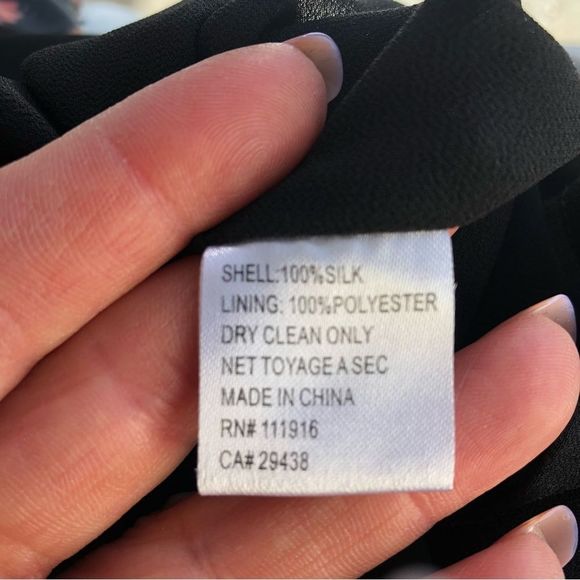 SHELL:100%SILK
LINING: 100%POLYESTER
DRY CLEAN ONLY
NET TOYAGE A SEC
MADE IN CHINA
RN# 111916
CA# 29438